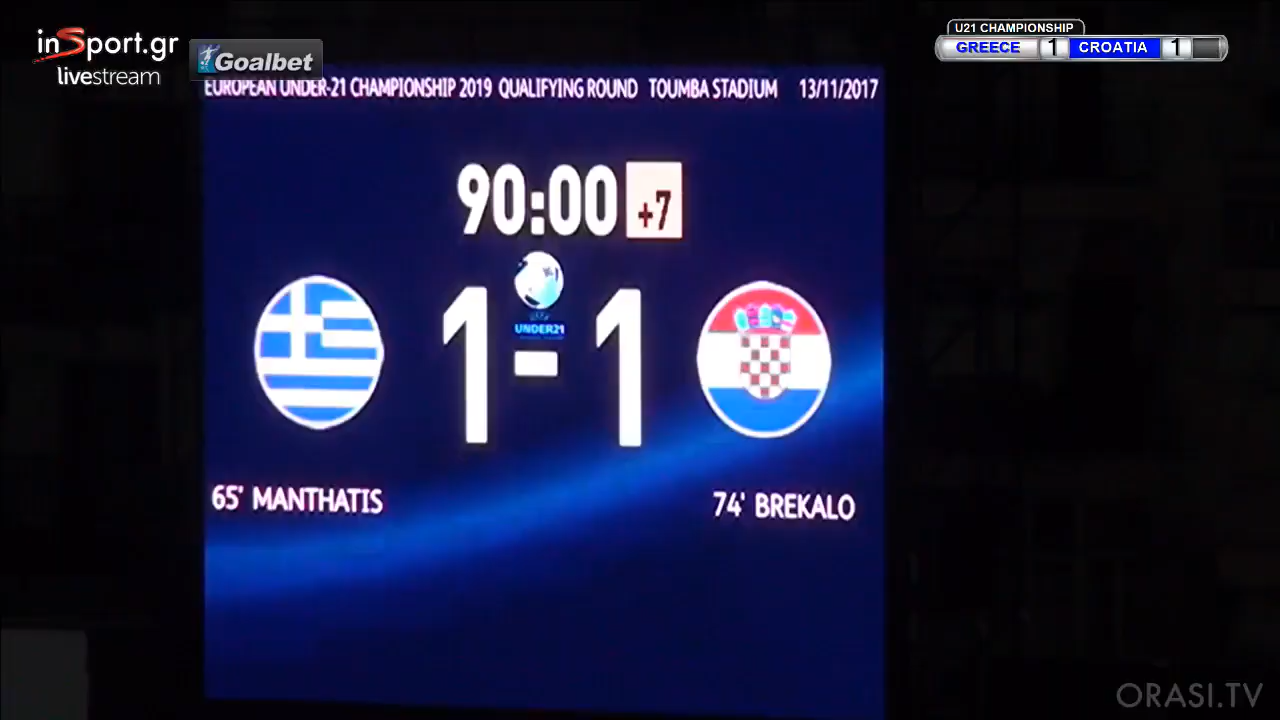 inSport.gr
livestream
Goalbet
U21 CHAMPIONSHIP
GREECE 1 CROATIA 1
EUROPEAN UNDER-21 CHAMPIONSHIP 2019 QUALIFYING ROUND TOUMBA STADIUM 13/11/2017
90:00 +7
UNDER21
1 - 1
65' MANTHATIS
74' BREKALO
ORASI.TV